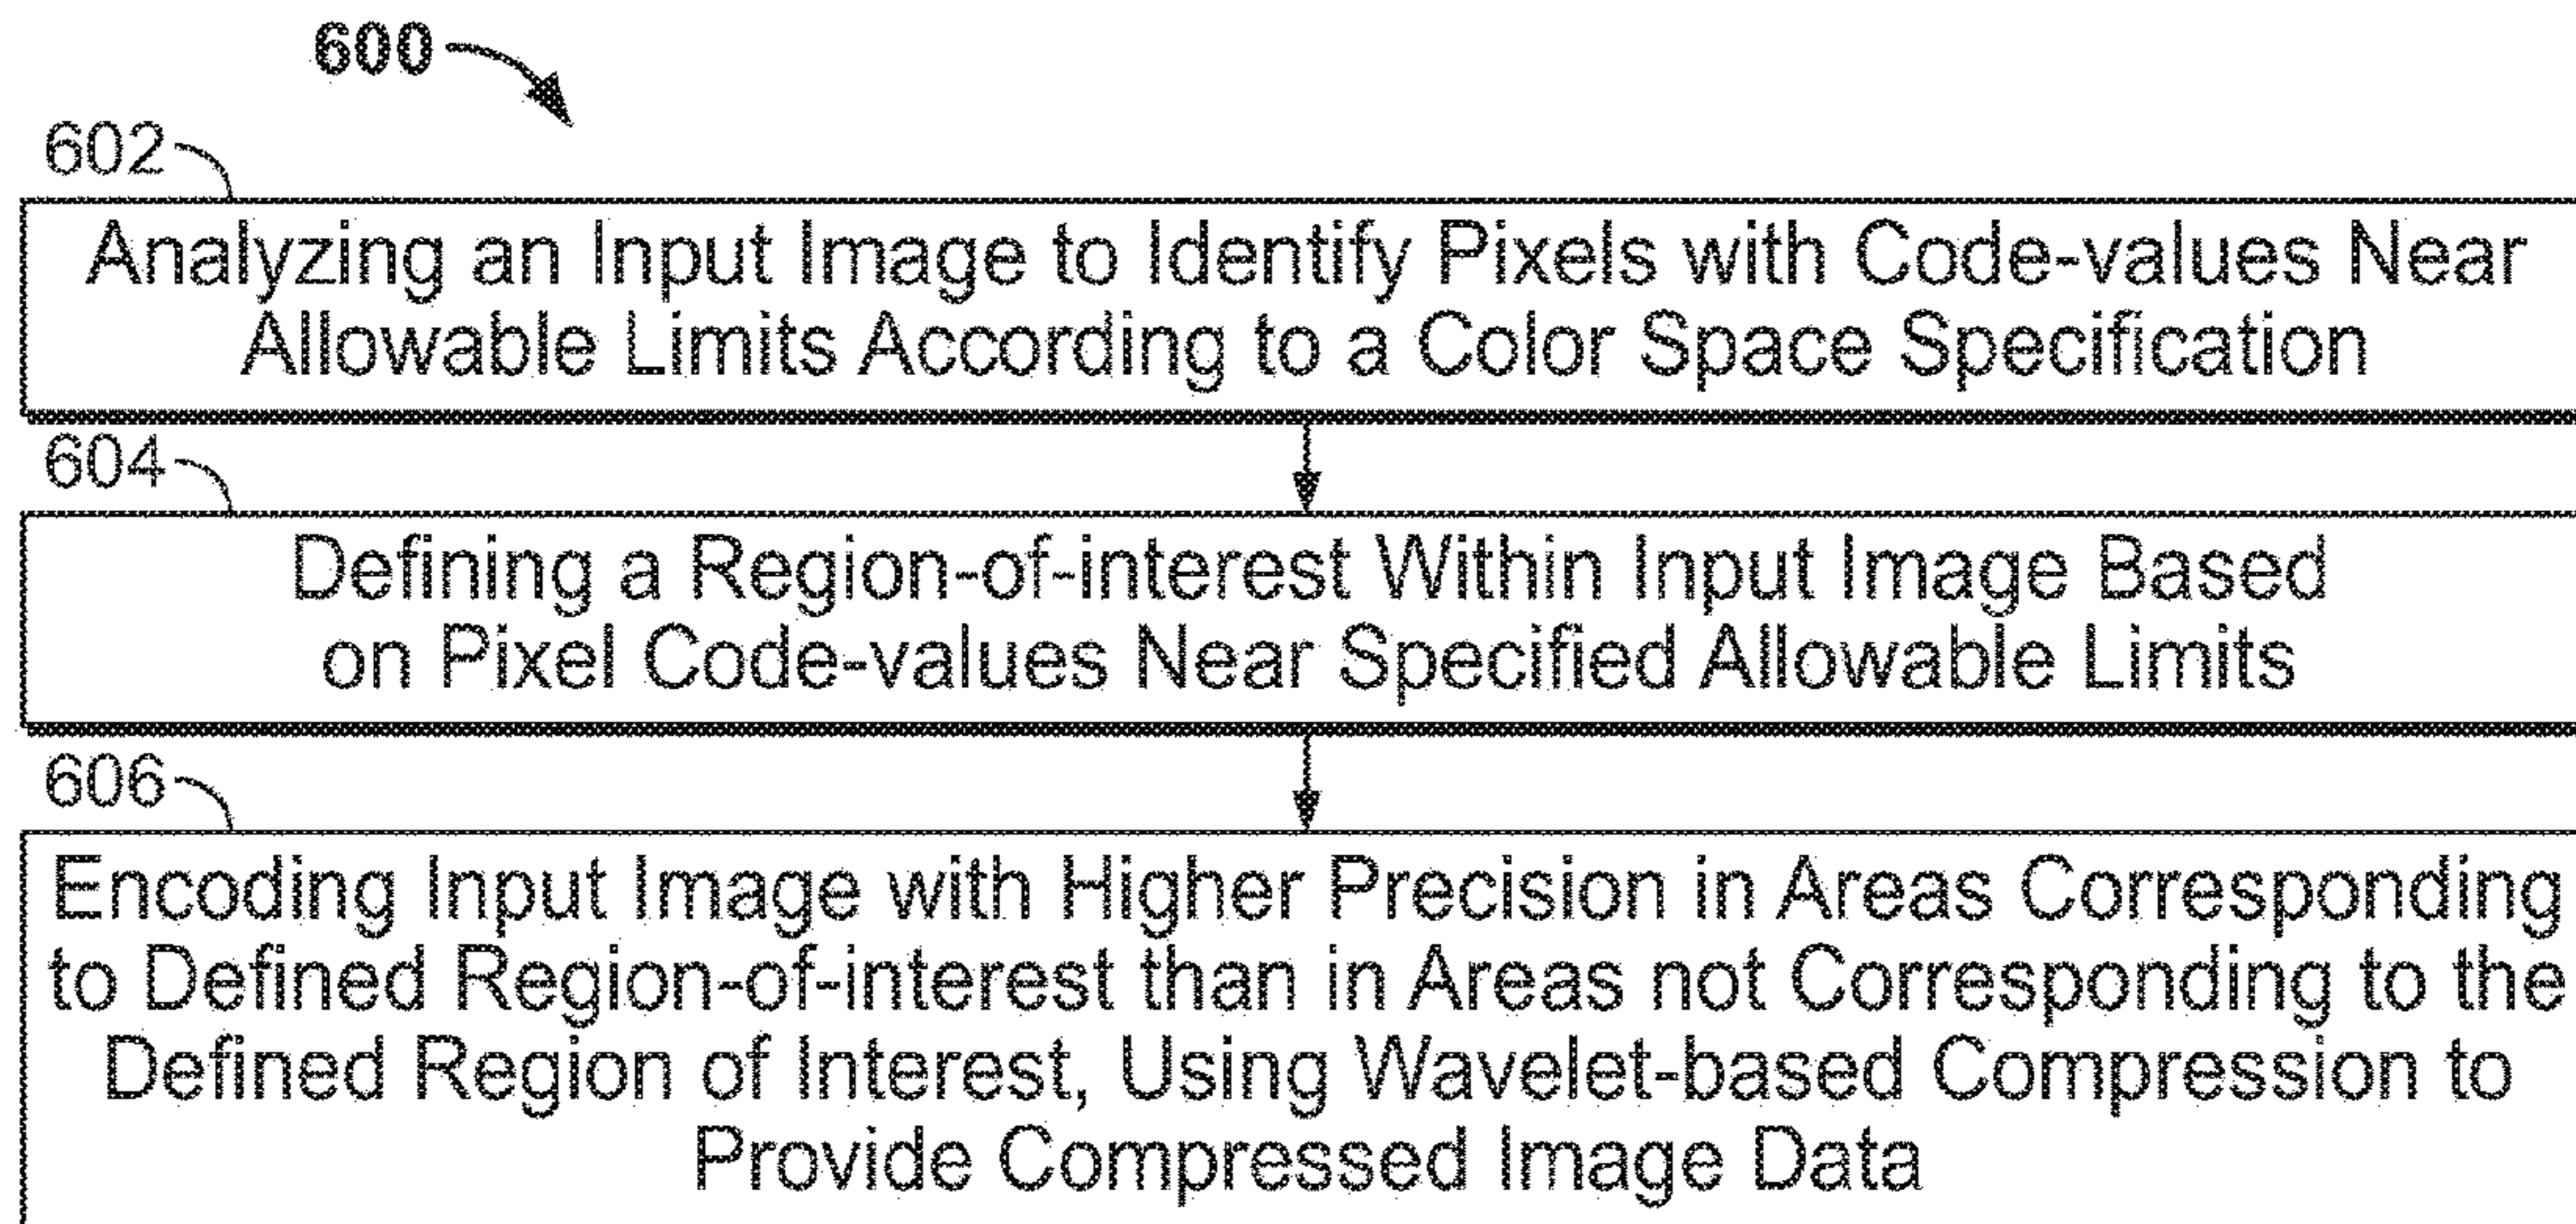 600
602
Analyzing an Input Image to Identify Pixels with Code-values Near
Allowable Limits According to a Color Space Specification
604
Defining a Region-of-interest Within Input Image Based
on Pixel Code-values Near Specified Allowable Limits
606
Encoding Input Image with Higher Precision in Areas Corresponding
to Defined Region-of-interest than in Areas not Corresponding to the
Defined Region of Interest, Using Wavelet-based Compression to
Provide Compressed Image Data